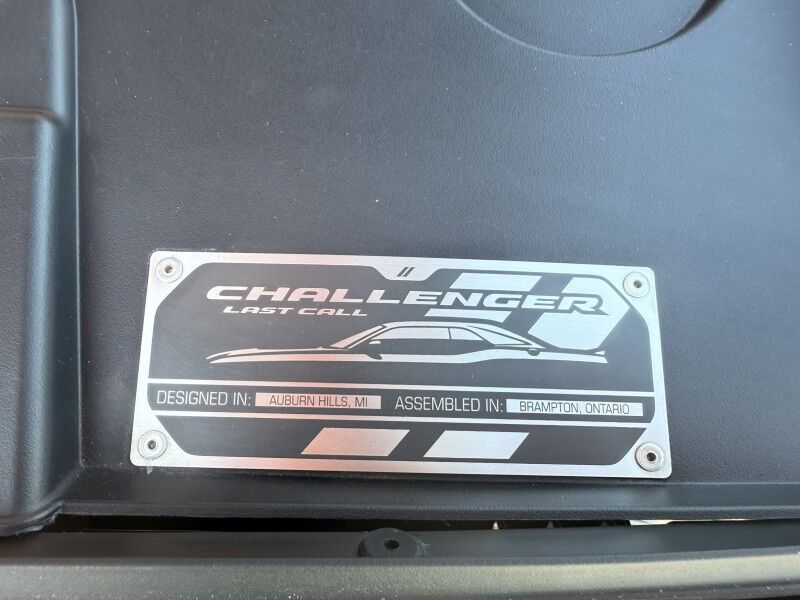 CHALLENGER
LAST CALL
DESIGNED IN: AUBURN HILLS, MI ASSEMBLED IN: BRAMPTON, ONTARIO